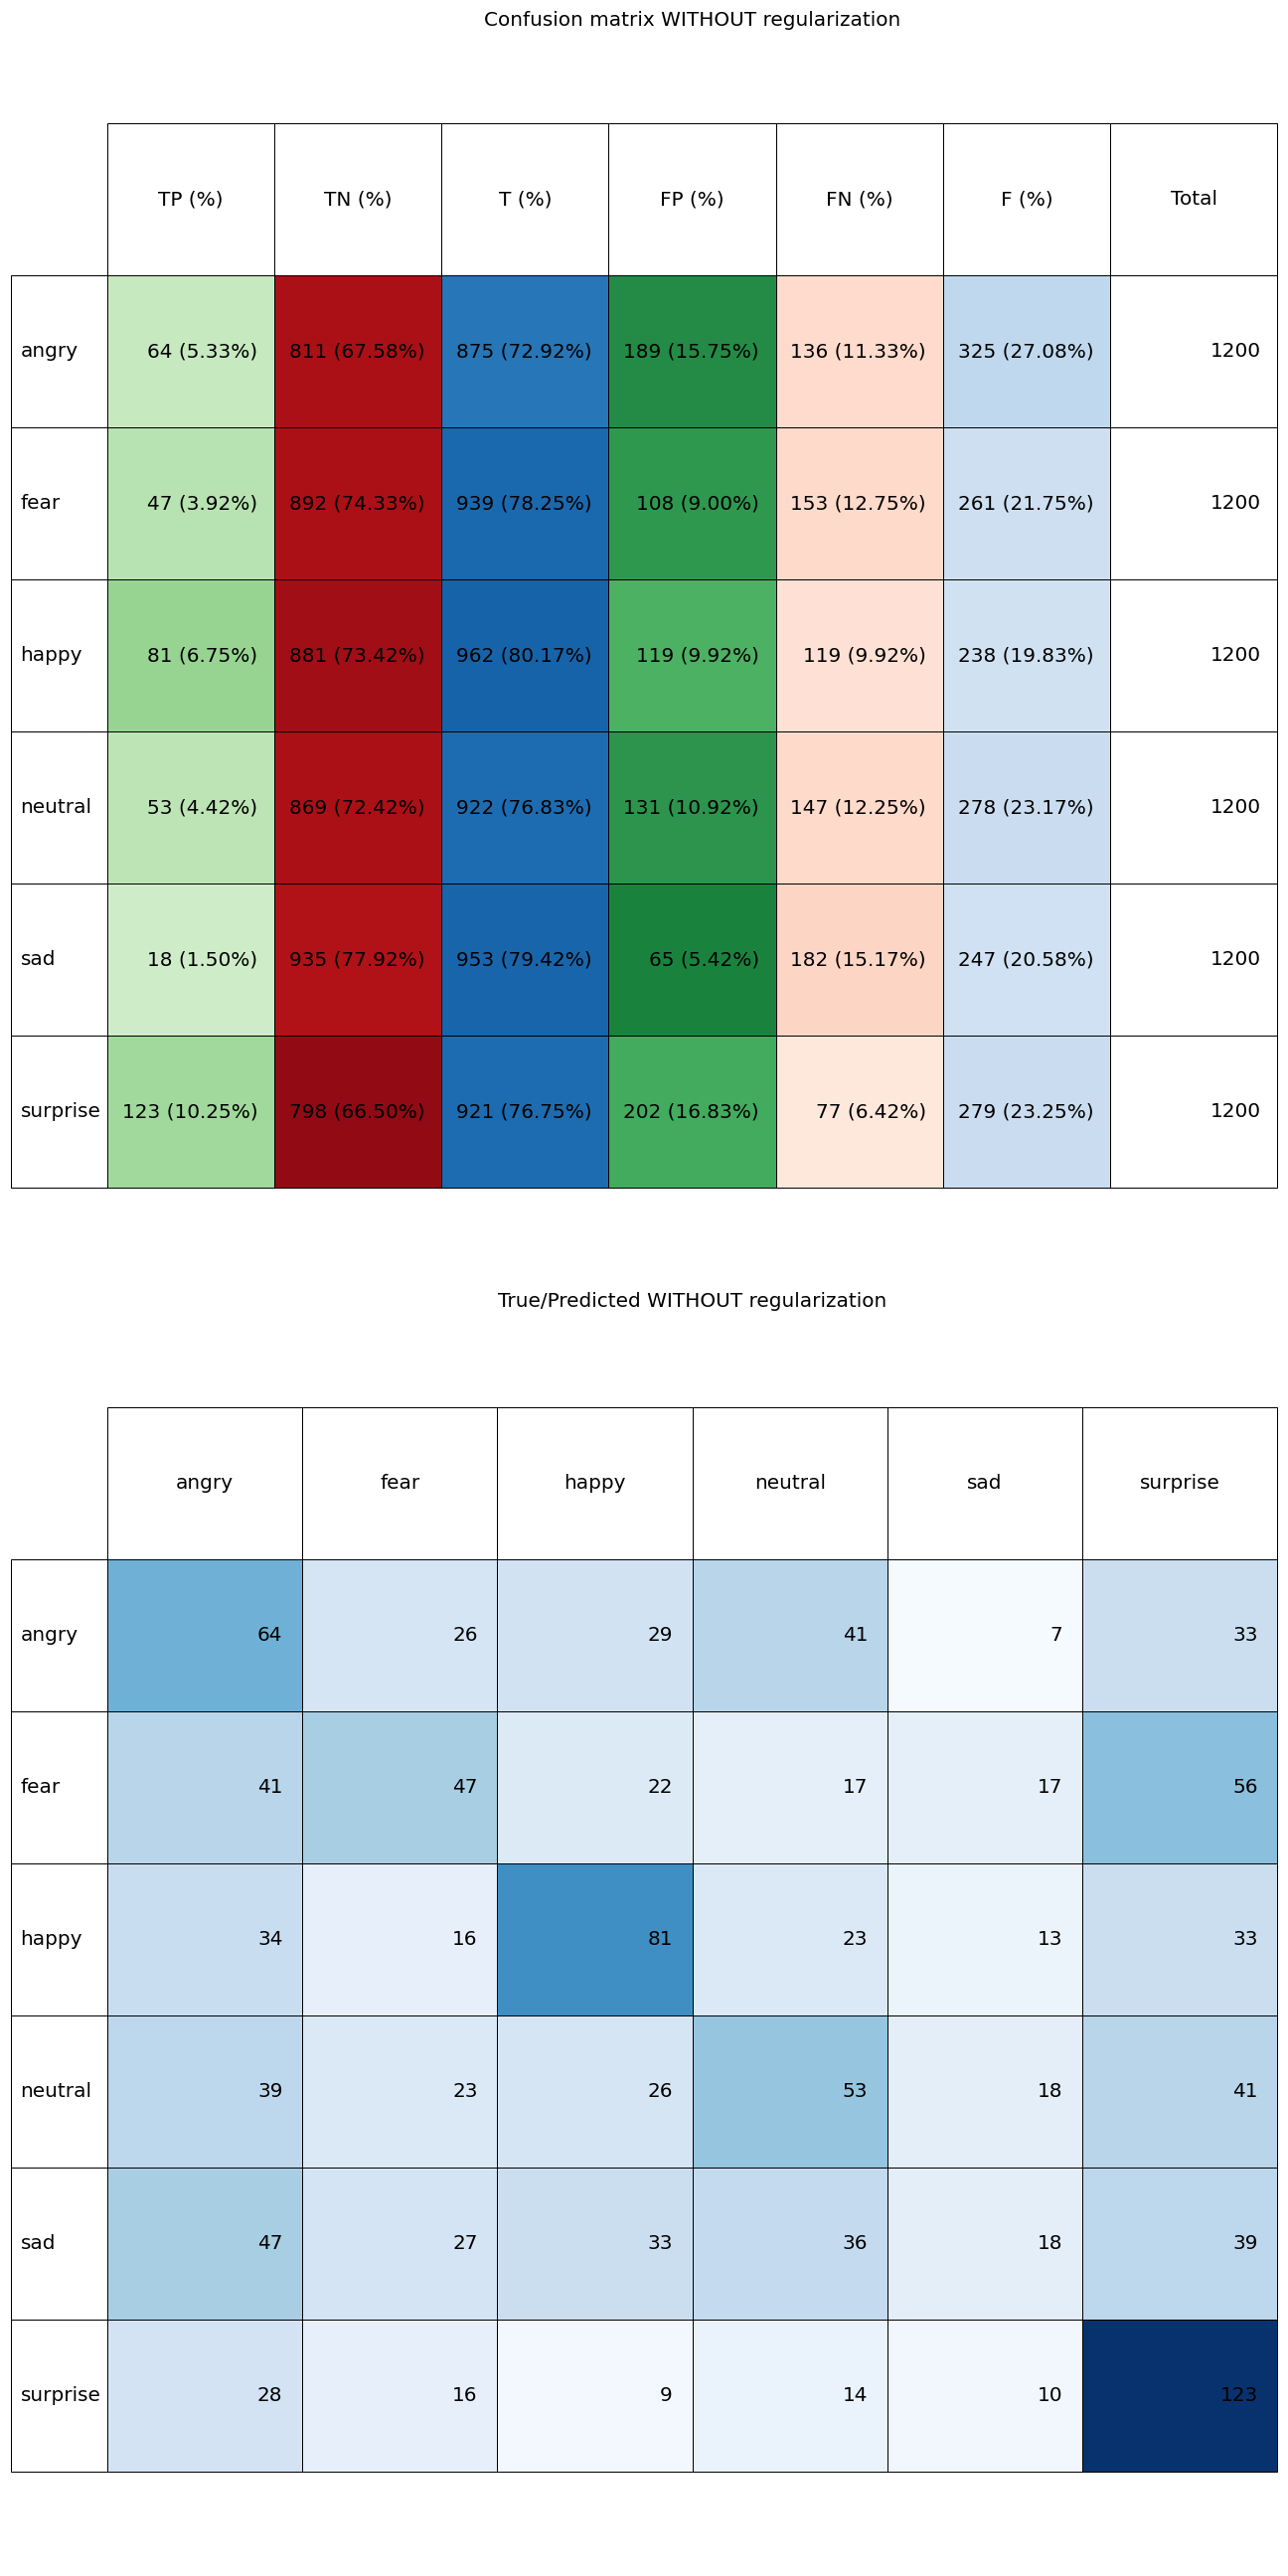 Confusion matrix WITHOUT regularization
TP (%) TN (%) T (%) FP (%) FN (%) F (%) Total
angry 64 (5.33%) 811 (67.58%) 875 (72.92%) 189 (15.75%) 136 (11.33%) 325 (27.08%) 1200
fear 47 (3.92%) 892 (74.33%) 939 (78.25%) 108 (9.00%) 153 (12.75%) 261 (21.75%) 1200
happy 81 (6.75%) 881 (73.42%) 962 (80.17%) 119 (9.92%) 119 (9.92%) 238 (19.83%) 1200
neutral 53 (4.42%) 869 (72.42%) 922 (76.83%) 131 (10.92%) 147 (12.25%) 278 (23.17%) 1200
sad 18 (1.50%) 935 (77.92%) 953 (79.42%) 65 (5.42%) 182 (15.17%) 247 (20.58%) 1200
surprise 123 (10.25%) 798 (66.50%) 921 (76.75%) 202 (16.83%) 77 (6.42%) 279 (23.25%) 1200
True/Predicted WITHOUT regularization
angry fear happy neutral sad surprise
angry 64 26 29 41 7 33
fear 41 47 22 17 17 56
happy 34 16 81 23 13 33
neutral 39 23 26 53 18 41
sad 47 27 33 36 18 39
surprise 28 16 9 14 10 123